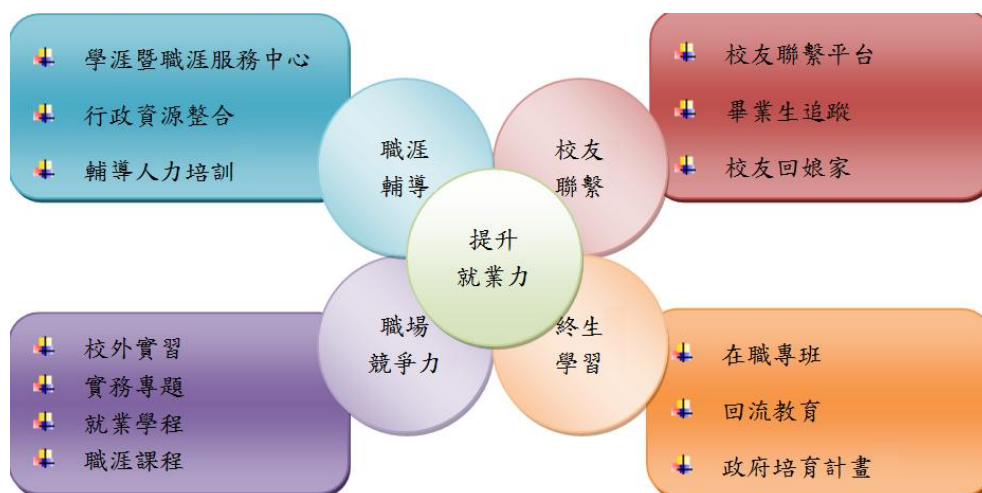 學涯暨職涯服務中心
行政資源整合
輔導人力培訓
職涯
輔導
校友
聯繫
校友聯繫平台
畢業生追蹤
校友回娘家
提升
就業力
校外實習
實務專題
就業學程
職涯課程
職場
競爭力
終生
學習
在職專班
回流教育
政府培育計畫